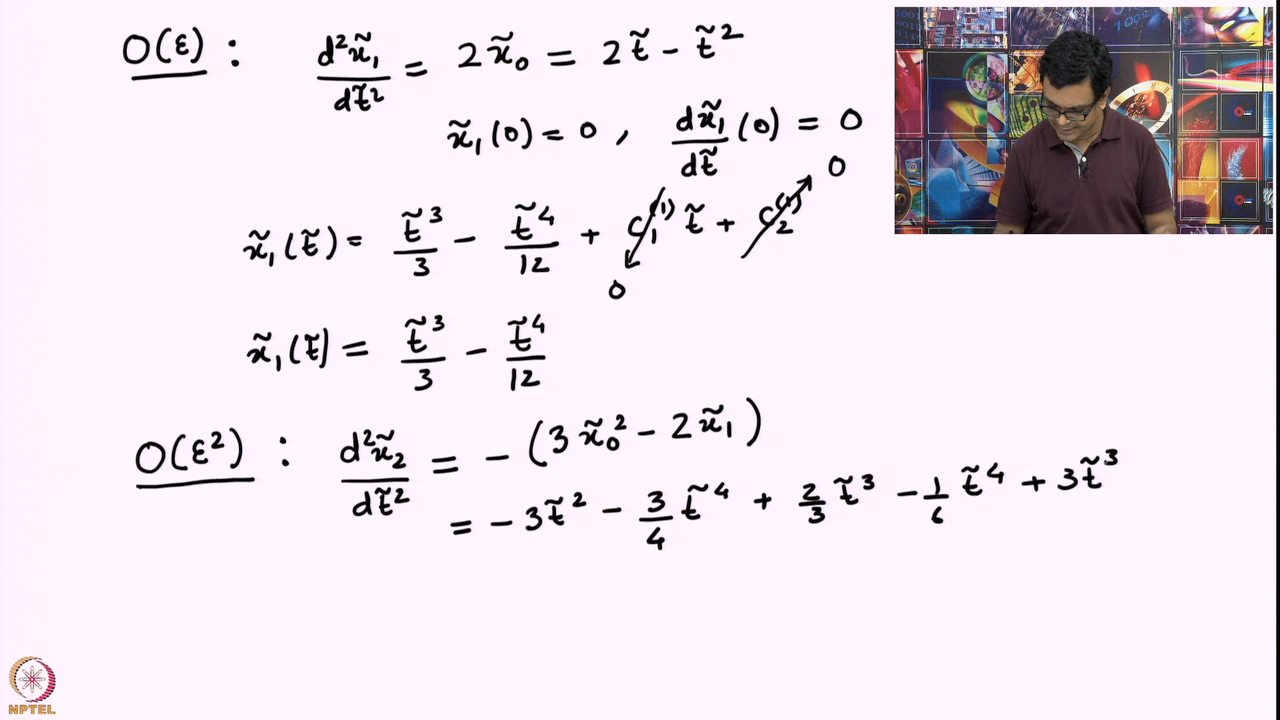 O(ε) : d²x̃₁/dt̃² = 2x̃₀ = 2t̃ - t̃²
x̃₁(0) = 0 , dx̃₁/dt̃ (0) = 0
x̃₁(t̃) = t̃³/3 - t̃⁴/12 + C₁⁽¹⁾ t̃ + C₂⁽¹⁾ 0
0
x̃₁(t̃) = t̃³/3 - t̃⁴/12
O(ε²) : d²x̃₂/dt̃² = - (3x̃₀² - 2x̃₁)
= - 3t̃² - 3/4 t̃⁴ + 2/3 t̃³ - 1/6 t̃⁴ + 3t̃³
NPTEL